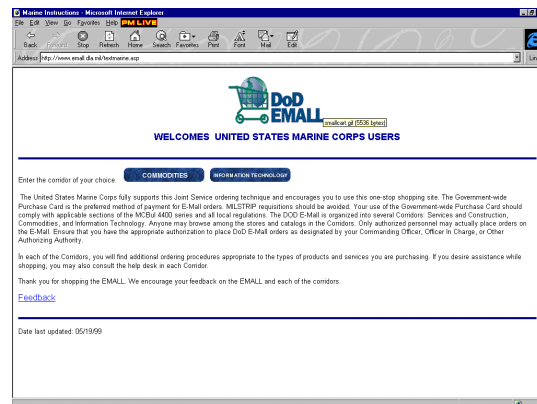 Marine Instructions - Microsoft Internet Explorer
File Edit View Go Favorites Help PM LIVE
Back Forward Stop Refresh Home Search Favorites Print Font Mail Edit
Address http://www.emall.dla.mil/textmarine.asp
DoD
EMALL
smallcart.gif (5536 bytes)
WELCOMES UNITED STATES MARINE CORPS USERS
Enter the corridor of your choice. COMMODITIES INFORMATION TECHNOLOGY
The United States Marine Corps fully supports this Joint Service ordering technique and encourages you to use this one-stop shopping site. The Government-wide
Purchase Card is the preferred method of payment for E-Mall orders. MILSTRIP requisitions should be avoided. Your use of the Government-wide Purchase Card should
comply with applicable sections of the MCBul 4400 series and all local regulations. The DOD E-Mall is organized into several Corridors: Services and Construction,
Commodities, and Information Technology. Anyone may browse among the stores and catalogs in the Corridors. Only authorized personnel may actually place orders on
the E-Mall. Ensure that you have the appropriate authorization to place DoD E-Mall orders as designated by your Commanding Officer, Officer In Charge, or Other
Authorizing Authority.
In each of the Corridors, you will find additional ordering procedures appropriate to the types of products and services you are purchasing. If you desire assistance while
shopping, you may also consult the help desk in each Corridor.
Thank you for shopping the EMALL. We encourage your feedback on the EMALL and each of the corridors.
Feedback
Date last updated: 05/19/99